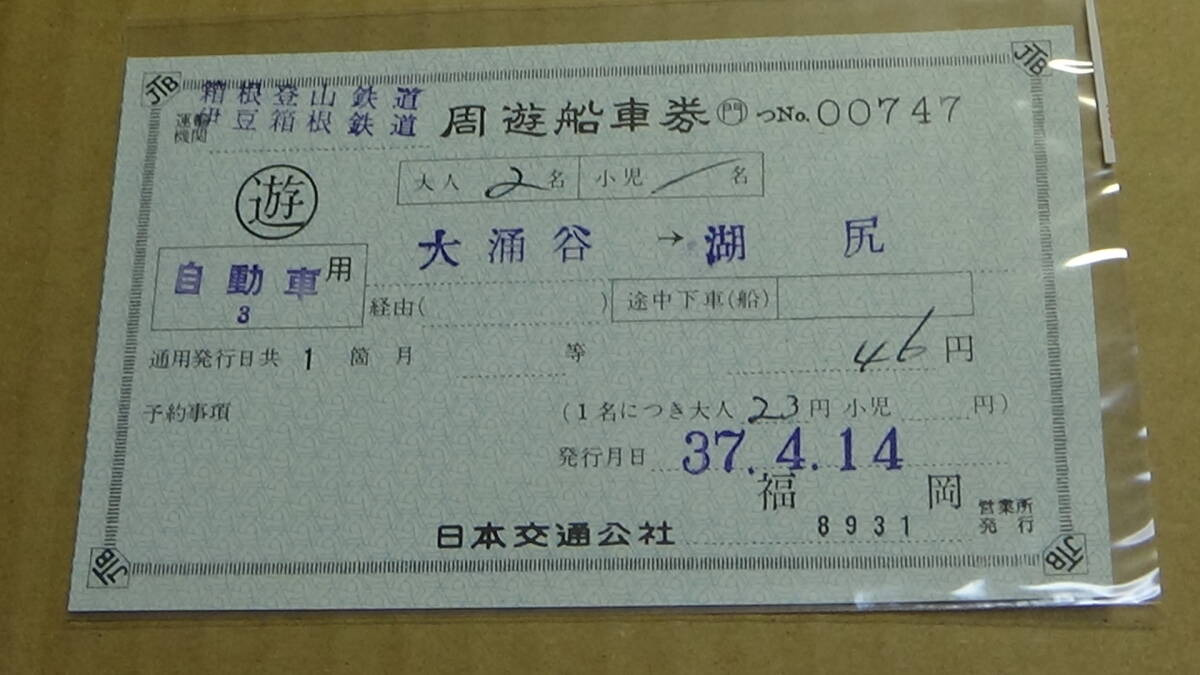 JTB JTB
箱根登山鉄道
運輸機関 伊豆箱根鉄道
周遊船車券 ㊞門 つNo.00747
遊
大人 2名 小児 / 名
大涌谷 → 湖尻
自動車用
3
経由( ) 途中下車(船)
通用発行日共 1 箇月 等 46円
予約事項 (1名につき大人 23円 小児 円)
発行月日 37.4.14
福岡 営業所
日本交通公社 8931 発行
JTB JTB